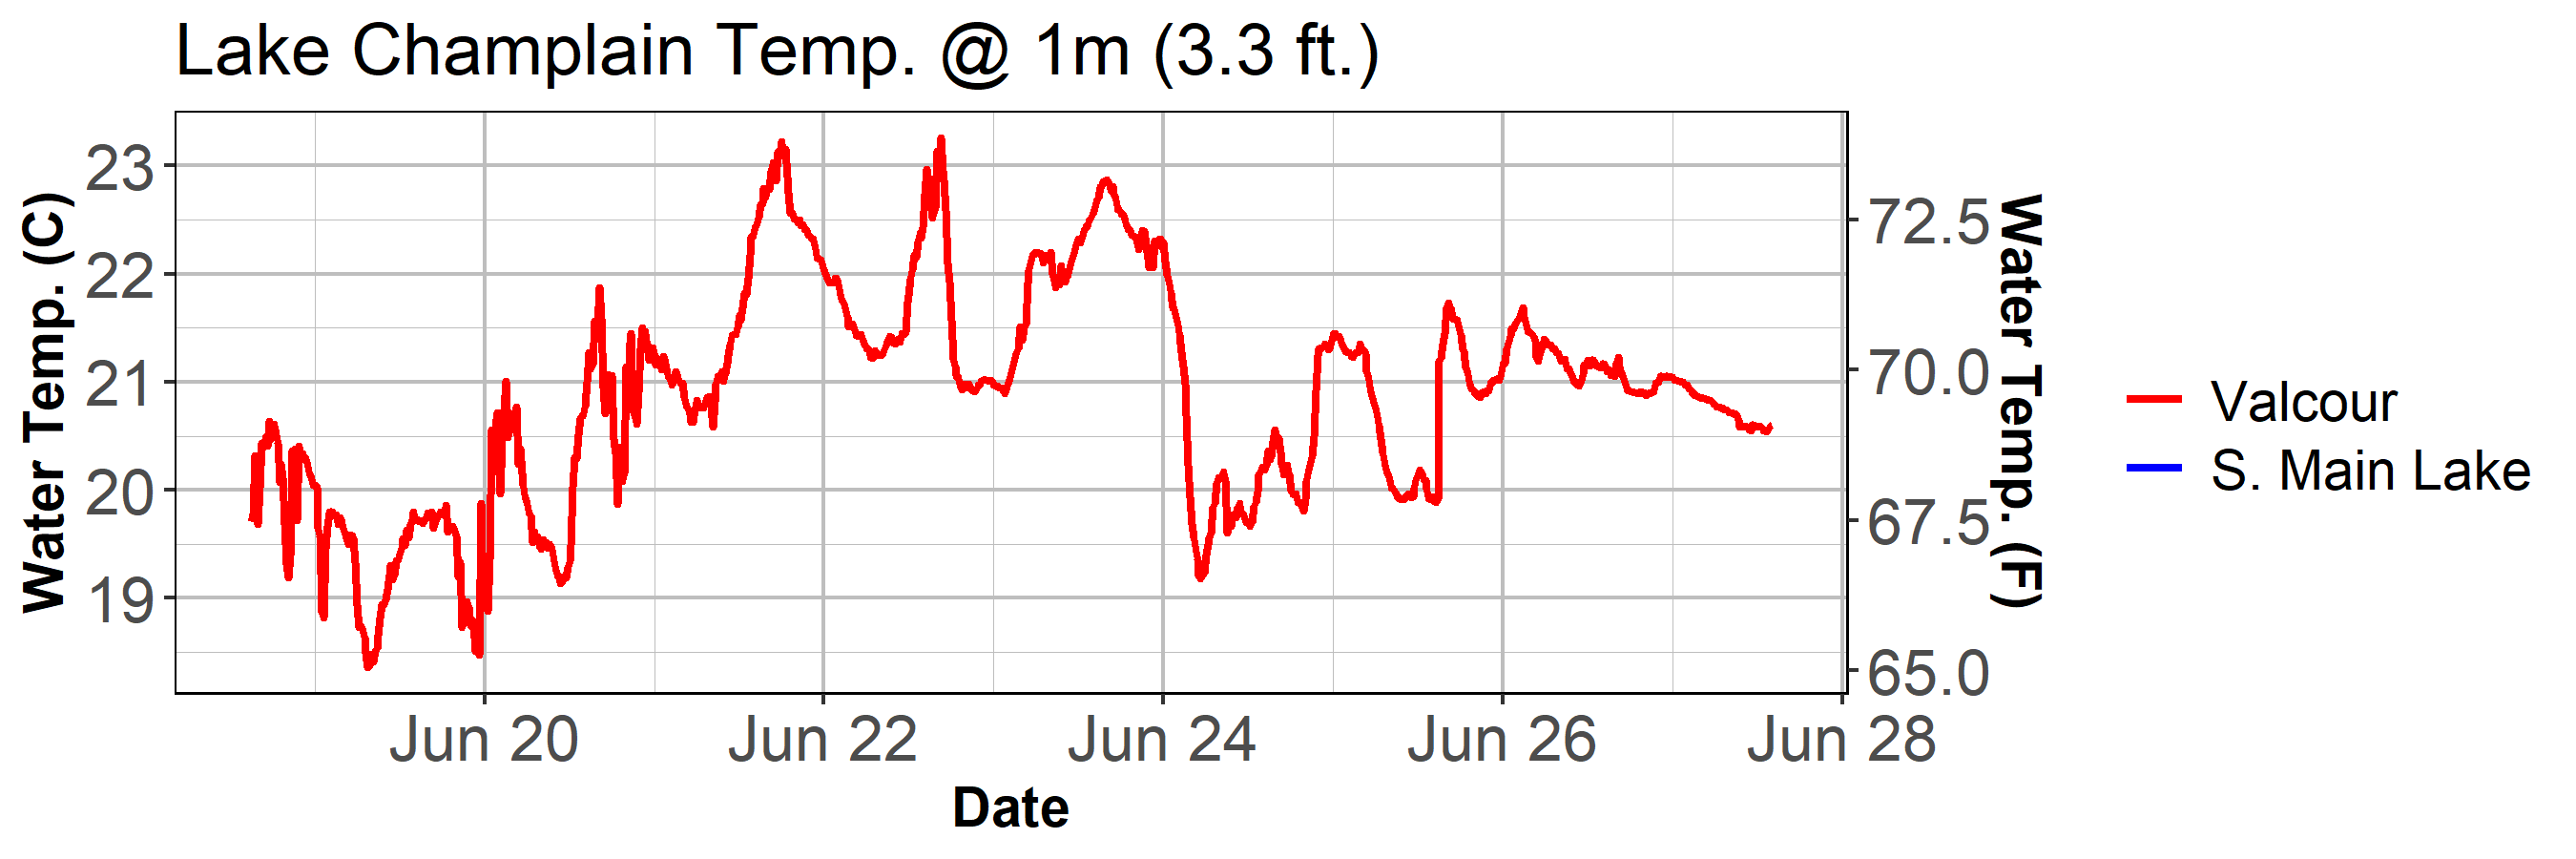 Lake Champlain Temp. @ 1m (3.3 ft.)
Water Temp. (C)
23
22
21
20
19
72.5
70.0
67.5
65.0
Water Temp. (F)
Jun 20
Jun 22
Jun 24
Jun 26
Jun 28
Date
Valcour
S. Main Lake